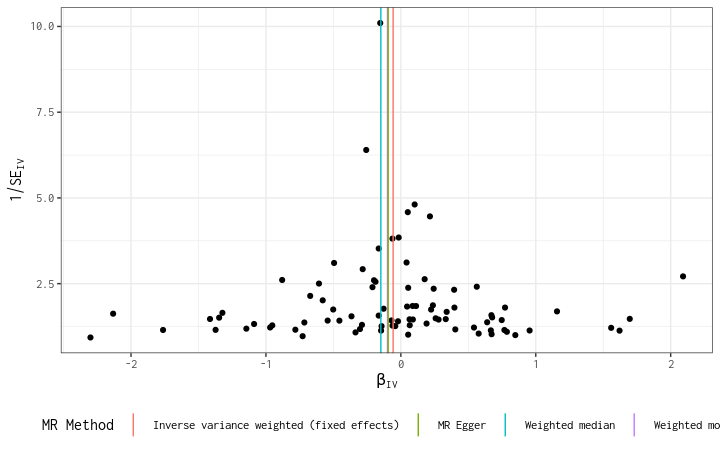 10.0
7.5
5.0
2.5
1/SE_IV
-2
-1
0
1
2
β_IV
MR Method
Inverse variance weighted (fixed effects)
MR Egger
Weighted median
Weighted mo